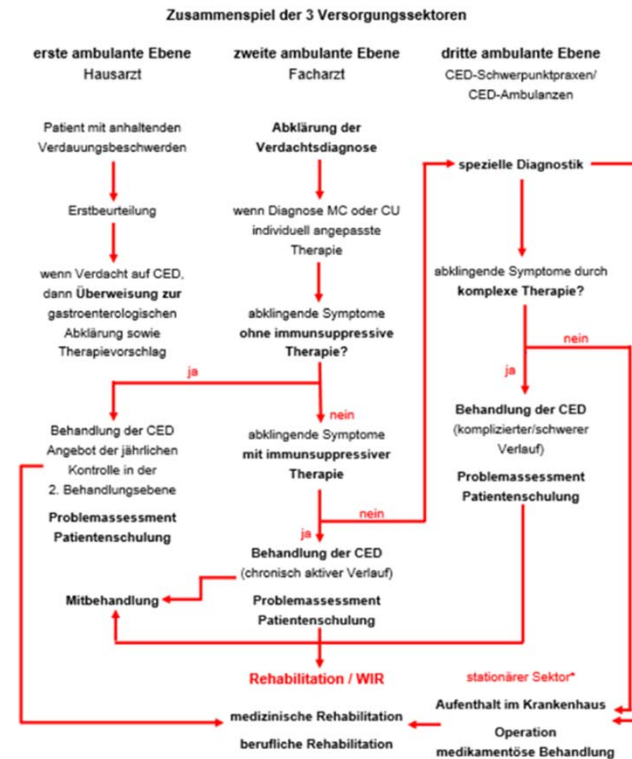 Zusammenspiel der 3 Versorgungssektoren
erste ambulante Ebene
Hausarzt
Patient mit anhaltenden
Verdauungsbeschwerden
Erstbeurteilung
wenn Verdacht auf CED,
dann Überweisung zur
gastroenterologischen
Abklärung sowie
Therapievorschlag
ja
Behandlung der CED
Angebot der jährlichen
Kontrolle in der
2. Behandlungsebene
Problemassessment
Patientenschulung
Mitbehandlung
zweite ambulante Ebene
Facharzt
Abklärung der
Verdachtsdiagnose
wenn Diagnose MC oder CU
individuell angepasste
Therapie
abklingende Symptome
ohne immunsuppressive
Therapie?
nein
abklingende Symptome
mit immunsuppressiver
Therapie
nein
ja
Behandlung der CED
(chronisch aktiver Verlauf)
Problemassessment
Patientenschulung
Rehabilitation / WIR
medizinische Rehabilitation
berufliche Rehabilitation
dritte ambulante Ebene
CED-Schwerpunktpraxen/
CED-Ambulanzen
spezielle Diagnostik
abklingende Symptome durch
komplexe Therapie?
nein
ja
Behandlung der CED
(komplizierter/schwerer
Verlauf)
Problemassessment
Patientenschulung
stationärer Sektor*
Aufenthalt im Krankenhaus
Operation
medikamentöse Behandlung